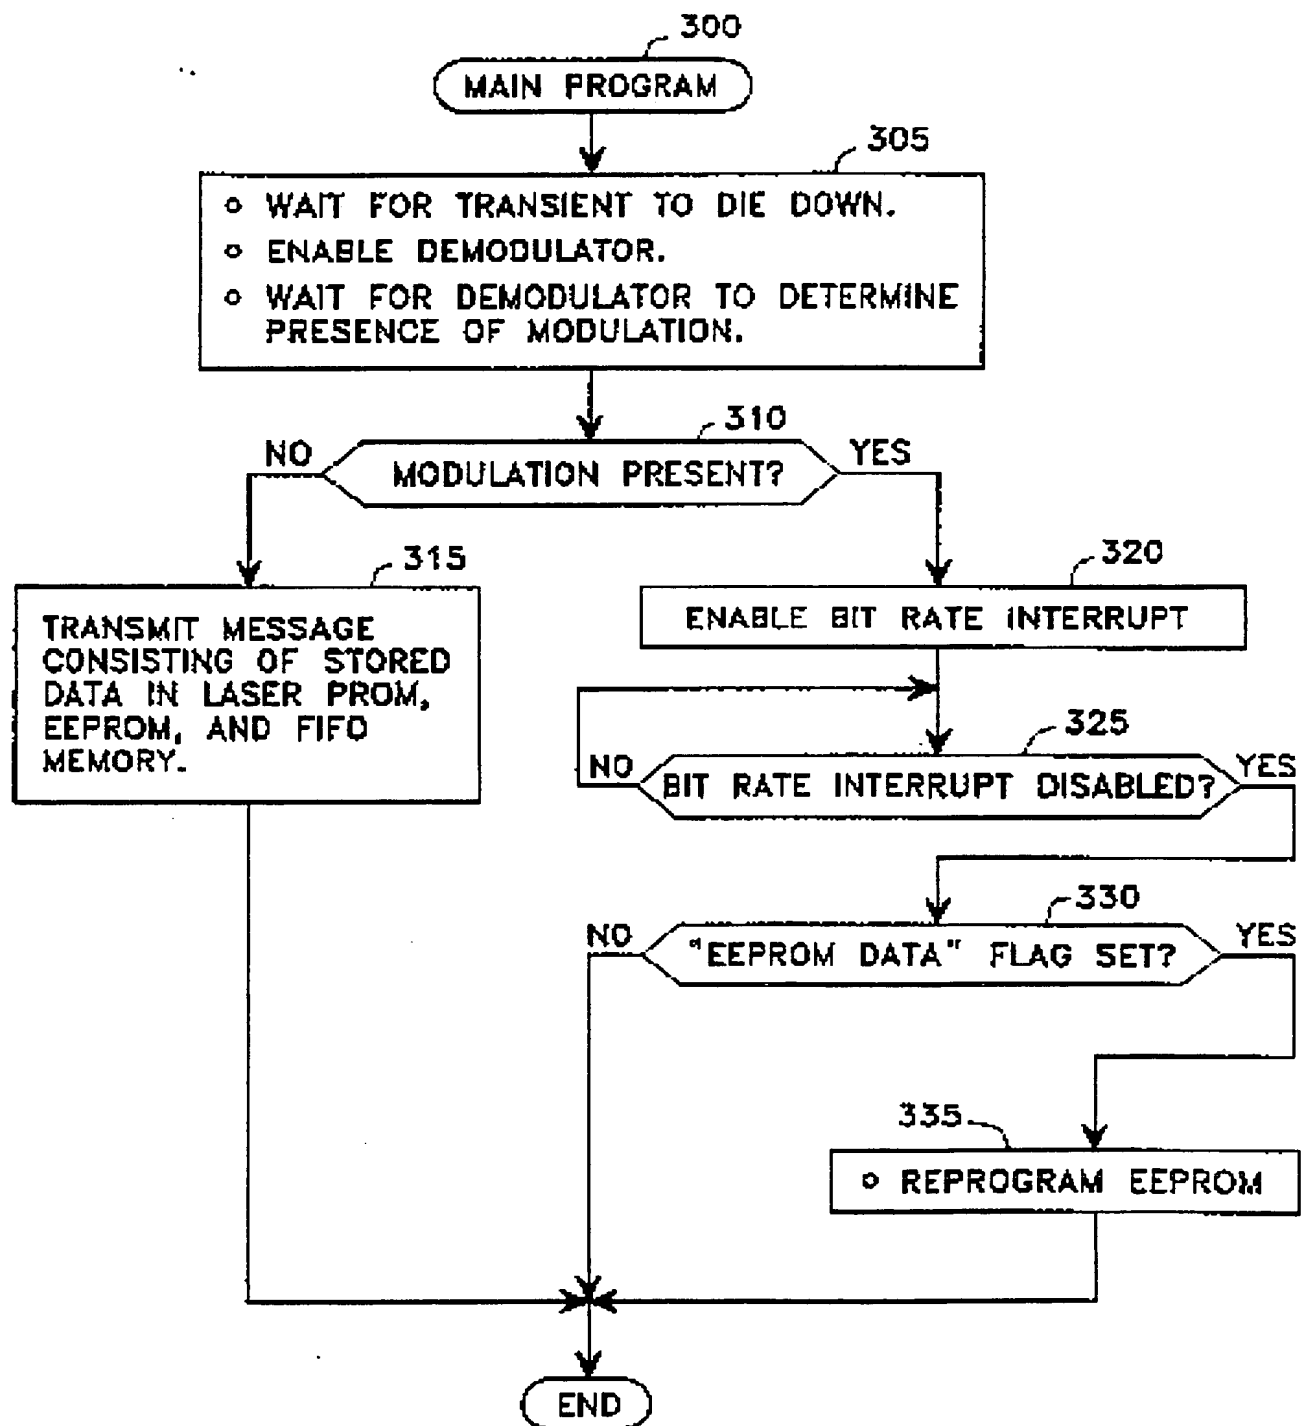 300
MAIN PROGRAM
305
o WAIT FOR TRANSIENT TO DIE DOWN.
o ENABLE DEMODULATOR.
o WAIT FOR DEMODULATOR TO DETERMINE
PRESENCE OF MODULATION.
310
NO
MODULATION PRESENT?
YES
315
TRANSMIT MESSAGE
CONSISTING OF STORED
DATA IN LASER PROM,
EEPROM, AND FIFO
MEMORY.
320
ENABLE BIT RATE INTERRUPT
325
NO
BIT RATE INTERRUPT DISABLED?
YES
330
NO
"EEPROM DATA" FLAG SET?
YES
335
o REPROGRAM EEPROM
END